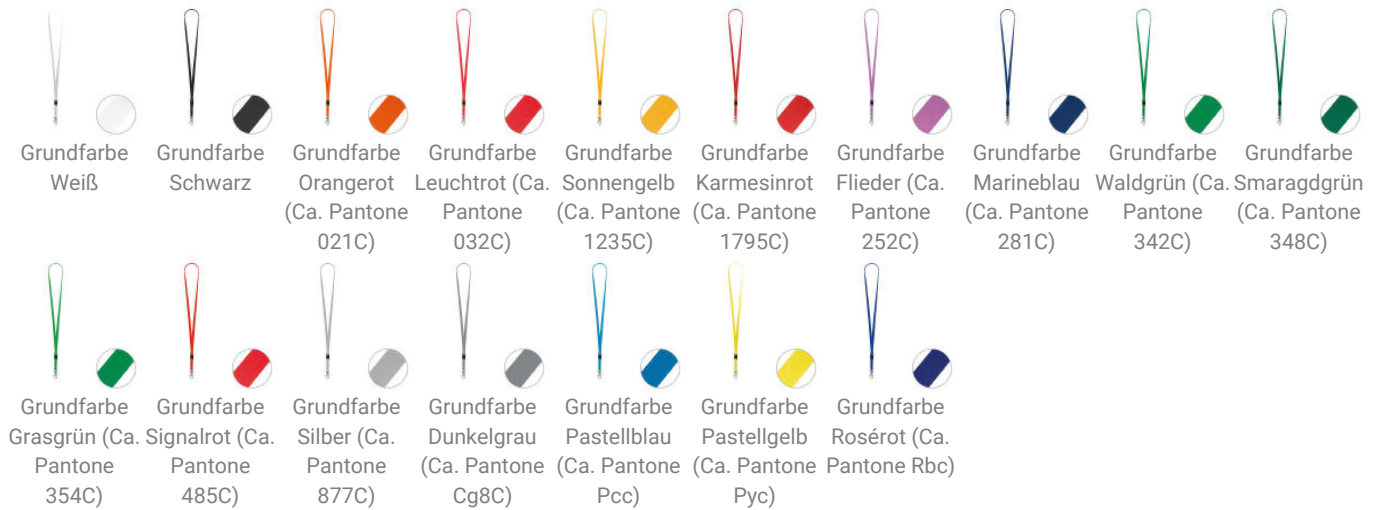 Grundfarbe
Weiß
Grundfarbe
Schwarz
Grundfarbe
Orangerot
(Ca. Pantone
021C)
Grundfarbe
Leuchtrot (Ca.
Pantone
032C)
Grundfarbe
Sonnengelb
(Ca. Pantone
1235C)
Grundfarbe
Karmesinrot
(Ca. Pantone
1795C)
Grundfarbe
Flieder (Ca.
Pantone
252C)
Grundfarbe
Marineblau
(Ca. Pantone
281C)
Grundfarbe
Waldgrün (Ca.
Pantone
342C)
Grundfarbe
Smaragdgrün
(Ca. Pantone
348C)
Grundfarbe
Grasgrün (Ca.
Pantone
354C)
Grundfarbe
Signalrot (Ca.
Pantone
485C)
Grundfarbe
Silber (Ca.
Pantone
877C)
Grundfarbe
Dunkelgrau
(Ca. Pantone
Cg8C)
Grundfarbe
Pastellblau
(Ca. Pantone
Pcc)
Grundfarbe
Pastellgelb
(Ca. Pantone
Pyc)
Grundfarbe
Rosérot (Ca.
Pantone Rbc)